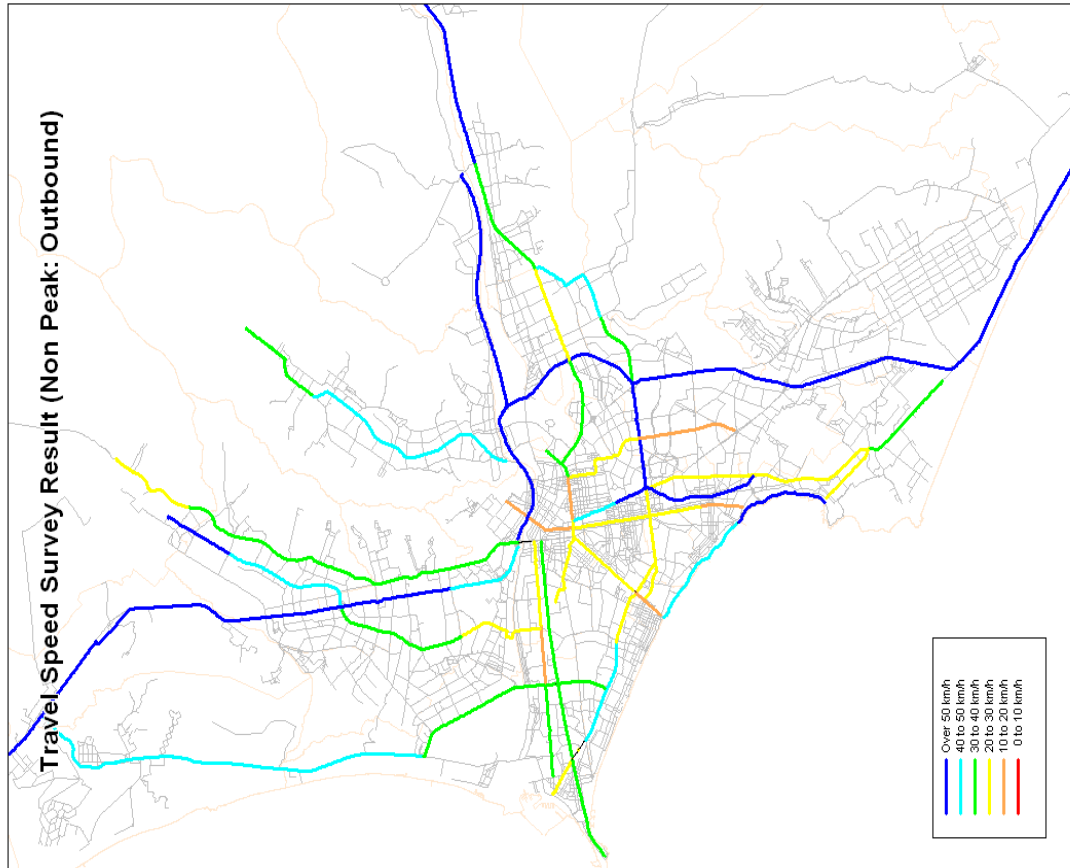 Travel Speed Survey Result (Non Peak: Outbound)
Over 50 km/h
40 to 50 km/h
30 to 40 km/h
20 to 30 km/h
10 to 20 km/h
0 to 10 km/h